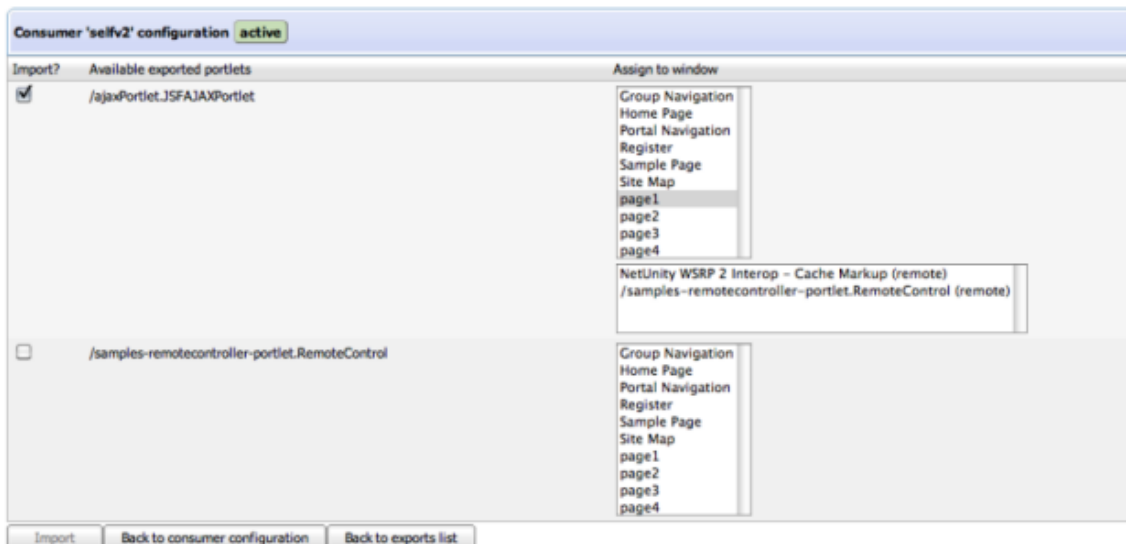 Consumer 'selfv2' configuration active
Import? Available exported portlets Assign to window
/ajaxPortlet.JSFAJAXPortlet
Group Navigation
Home Page
Portal Navigation
Register
Sample Page
Site Map
page1
page2
page3
page4
NetUnity WSRP 2 Interop - Cache Markup (remote)
/samples-remotecontroller-portlet.RemoteControl (remote)
/samples-remotecontroller-portlet.RemoteControl
Group Navigation
Home Page
Portal Navigation
Register
Sample Page
Site Map
page1
page2
page3
page4
Import Back to consumer configuration Back to exports list